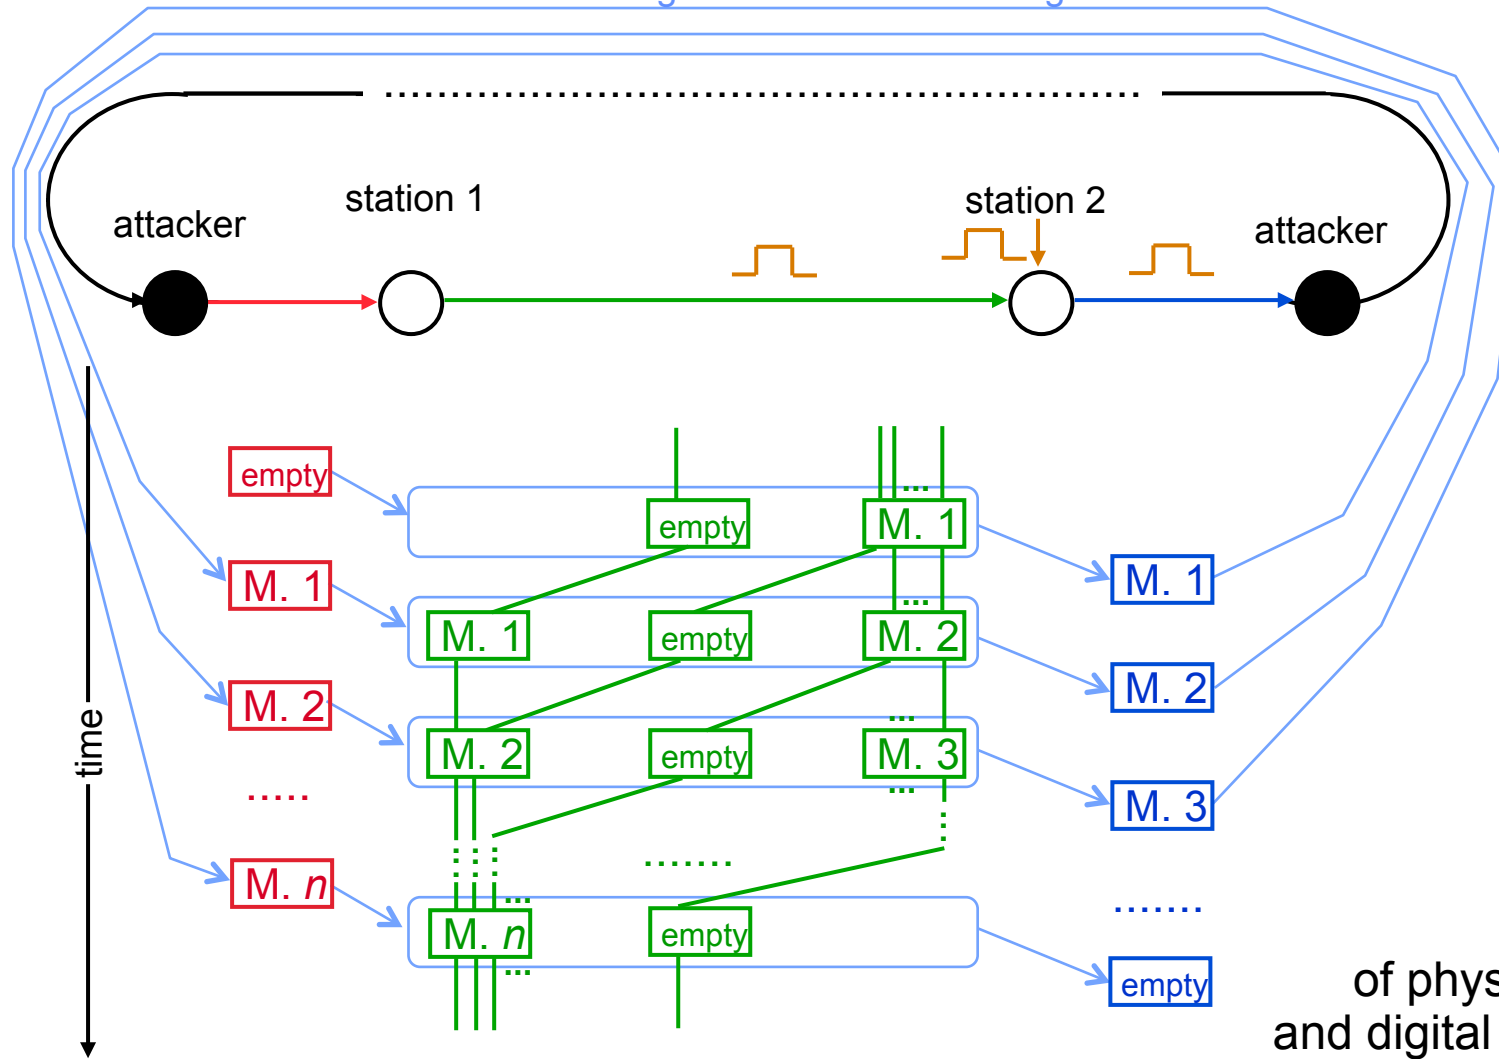 station 1
station 2
attacker
attacker
empty
empty
M. 1
M. 1
M. 1
M. 1
empty
M. 2
M. 2
M. 2
M. 2
empty
M. 3
time
.....
M. 3
.......
M. n
M. n
empty
.......
empty
of phys
and digital